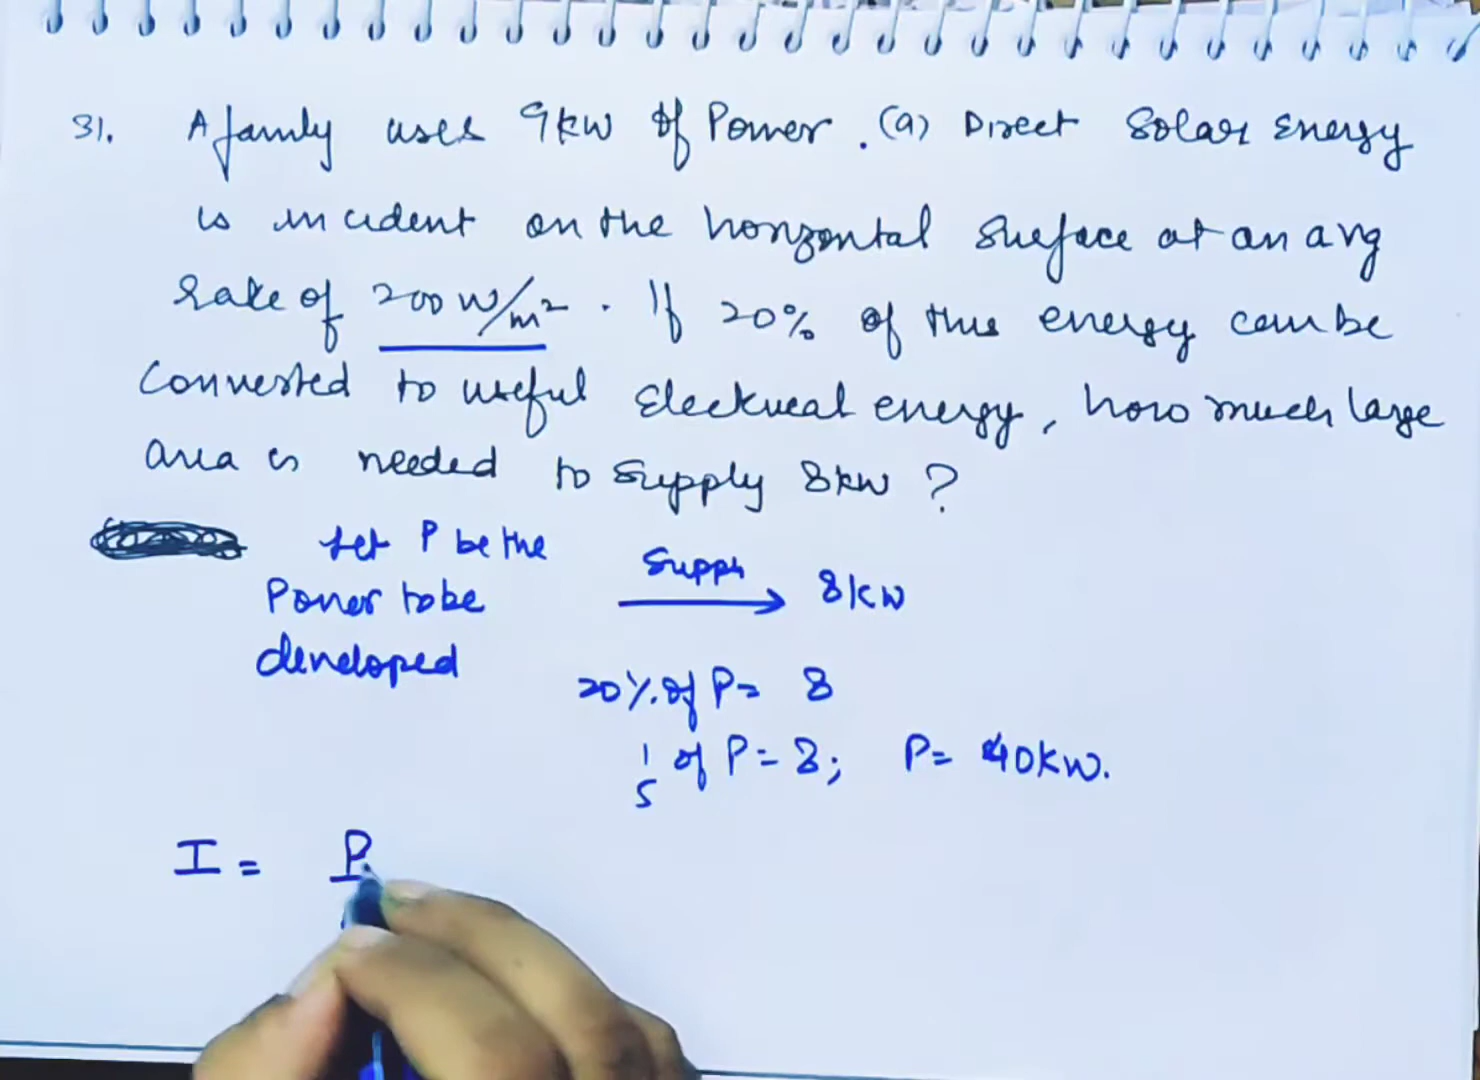 31. A family uses 9kW of Power. (a) Direct Solar Energy
is incident on the horizontal surface at an avg
rate of 200 W/m². If 20% of this energy can be
converted to useful Electrical energy, how much large
area is needed to supply 8kW ?
Let P be the
Power to be
developed
Supply
8kW
20% of P = 8
1/5 of P = 8; P = 40kW.
I = P